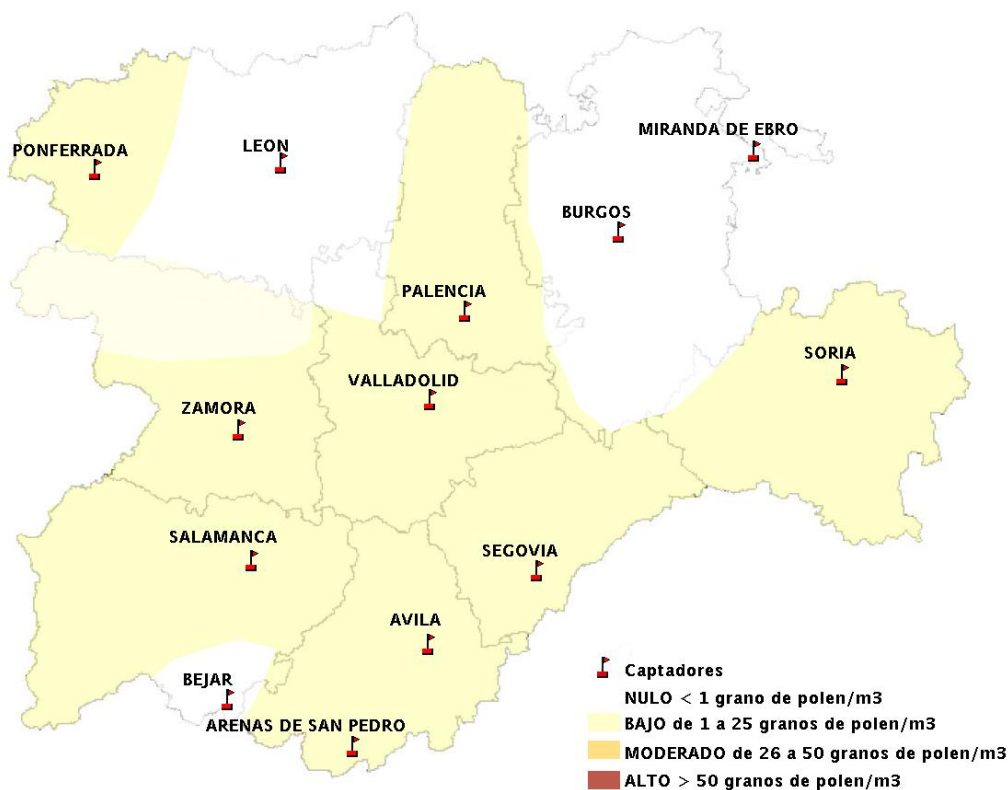 MIRANDA DE EBRO
LEON
PONFERRADA
BURGOS
PALENCIA
SORIA
VALLADOLID
ZAMORA
SALAMANCA
SEGOVIA
AVILA
BEJAR
ARENAS DE SAN PEDRO
Captadores
NULO < 1 grano de polen/m3
BAJO de 1 a 25 granos de polen/m3
MODERADO de 26 a 50 granos de polen/m3
ALTO > 50 granos de polen/m3